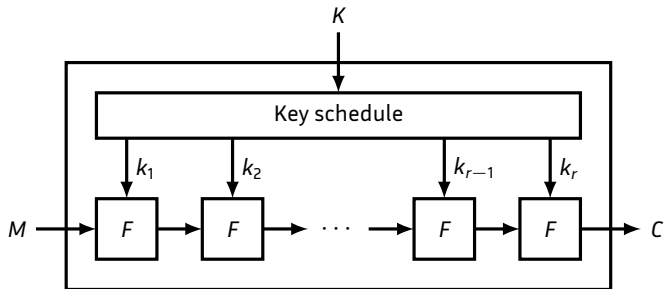 K
Key schedule
k₁ k₂ kᵣ₋₁ kᵣ
M F F ··· F F C